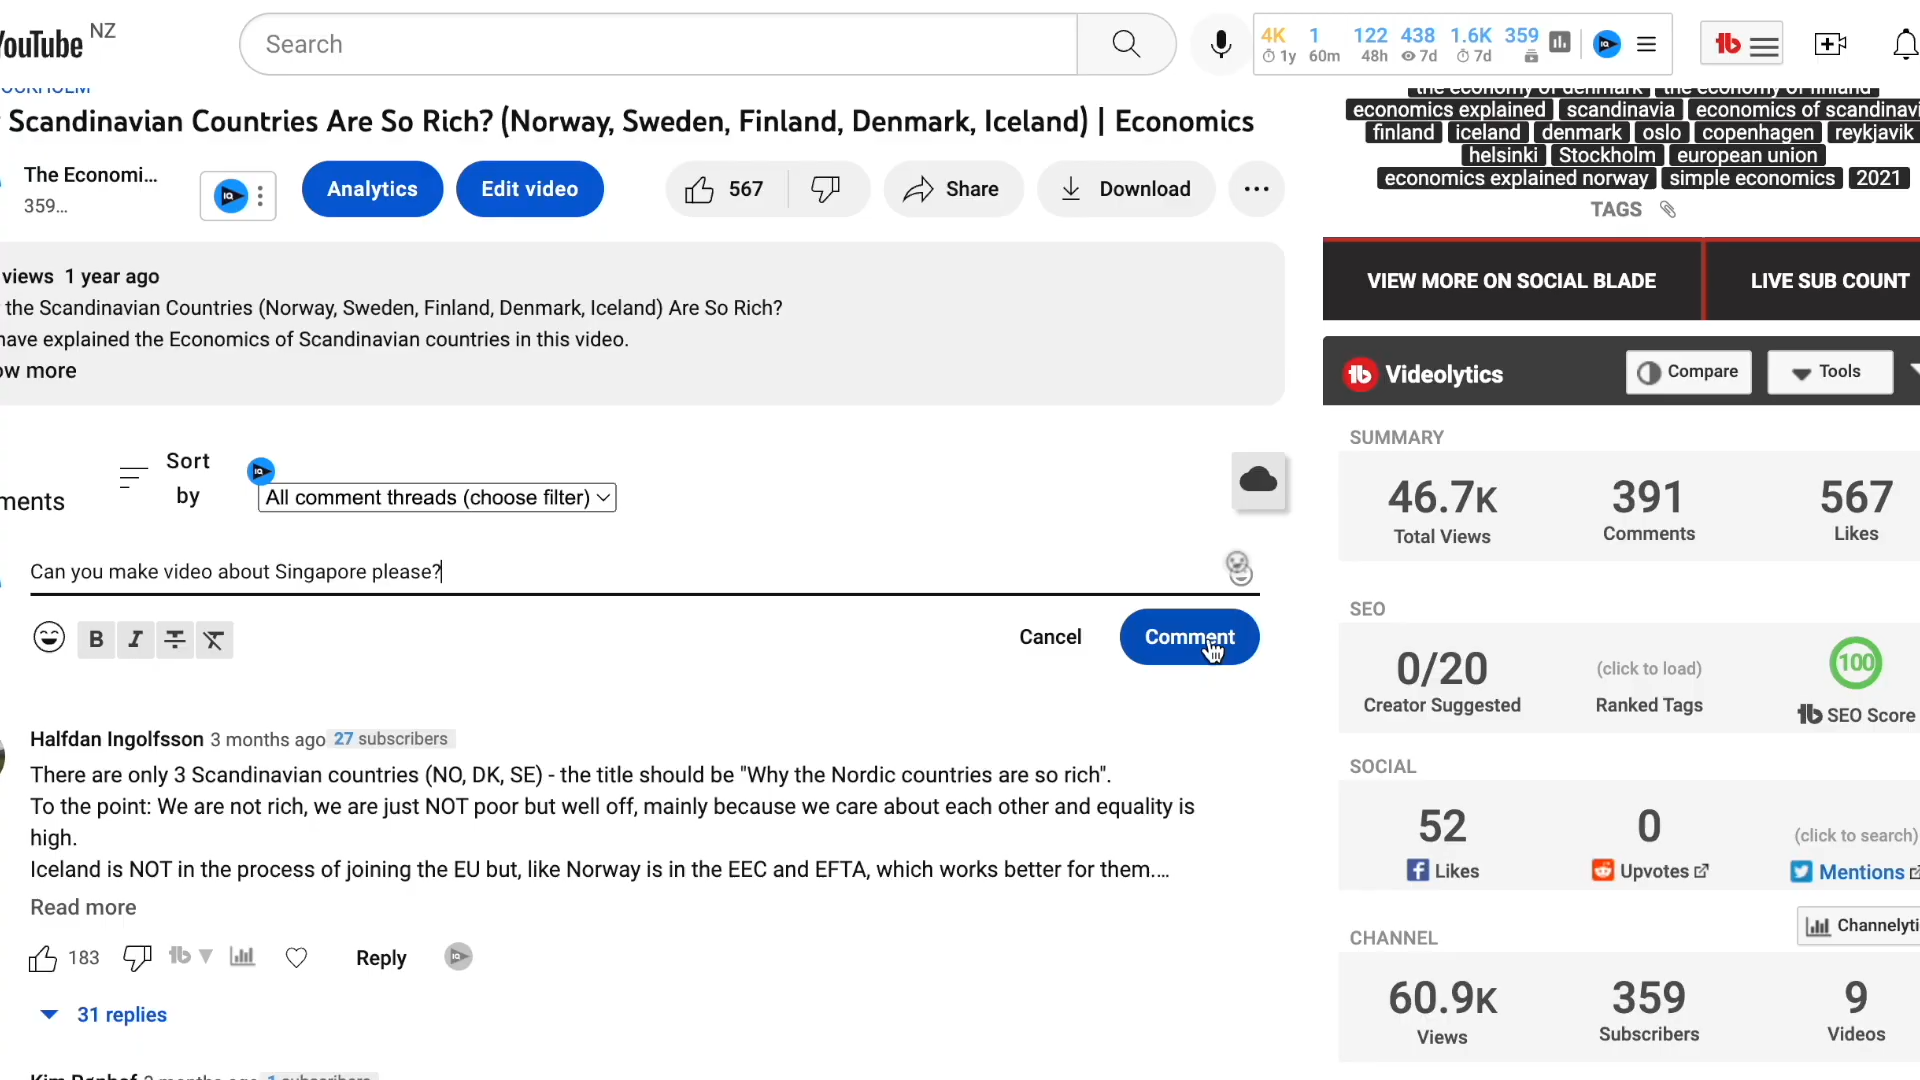 YouTube NZ
Search
4K 1 122 438 1.6K 359
1y 60m 48h 7d 7d
Scandinavian Countries Are So Rich? (Norway, Sweden, Finland, Denmark, Iceland) | Economics
The Economi...
359...
Analytics
Edit video
567
Share
Download
views 1 year ago
the Scandinavian Countries (Norway, Sweden, Finland, Denmark, Iceland) Are So Rich?
have explained the Economics of Scandinavian countries in this video.
ow more
ments
Sort
by
All comment threads (choose filter)
Can you make video about Singapore please?
B I
Cancel
Comment
Halfdan Ingolfsson 3 months ago 27 subscribers
There are only 3 Scandinavian countries (NO, DK, SE) - the title should be "Why the Nordic countries are so rich".
To the point: We are not rich, we are just NOT poor but well off, mainly because we care about each other and equality is
high.
Iceland is NOT in the process of joining the EU but, like Norway is in the EEC and EFTA, which works better for them....
Read more
183
Reply
31 replies
the economy of denmark the economy of finland
economics explained scandinavia economics of scandinavi
finland iceland denmark oslo copenhagen reykjavik
helsinki Stockholm european union
economics explained norway simple economics 2021
TAGS
VIEW MORE ON SOCIAL BLADE
LIVE SUB COUNT
Videolytics
Compare
Tools
SUMMARY
46.7K 391 567
Total Views Comments Likes
SEO
0/20 (click to load) 100
Creator Suggested Ranked Tags SEO Score
SOCIAL
52 0 (click to search)
Likes Upvotes Mentions
CHANNEL
Channelyti
60.9K 359 9
Views Subscribers Videos